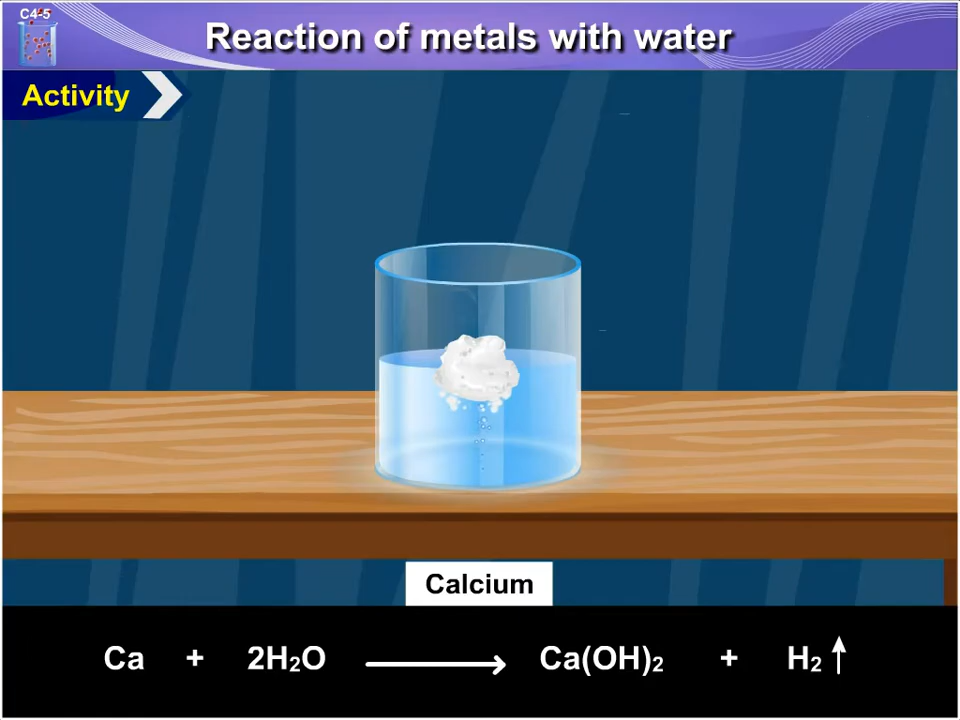 C4-5
Reaction of metals with water
Activity
Calcium
Ca + 2H₂O ⟶ Ca(OH)₂ + H₂ ↑